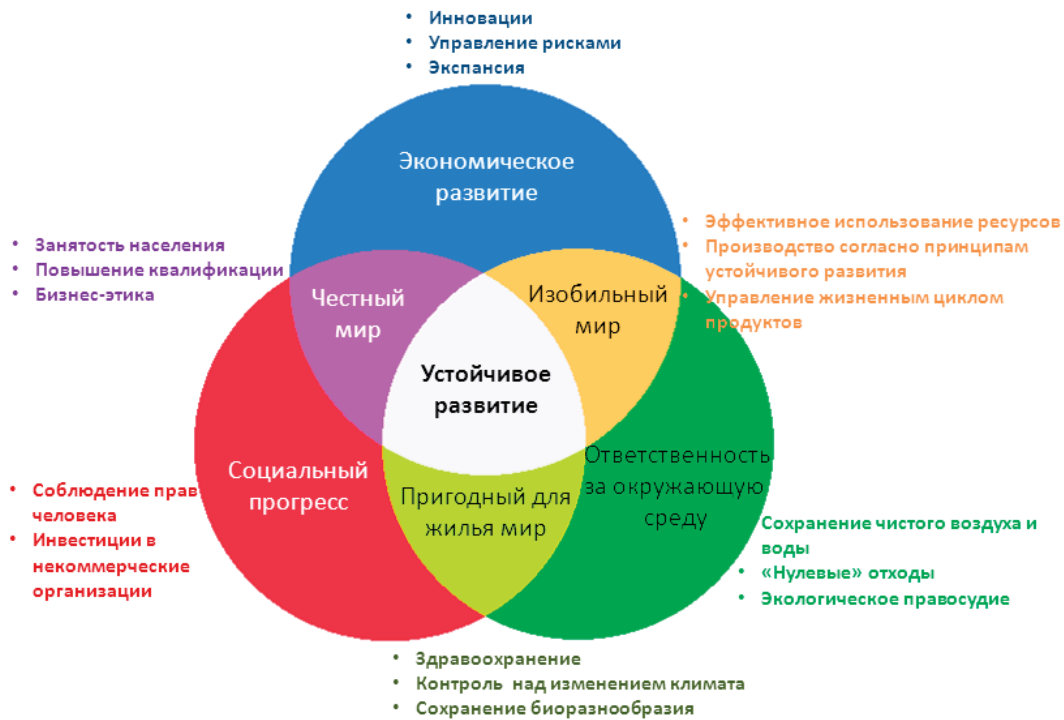 • Инновации
• Управление рисками
• Экспансия
Экономическое
развитие
• Занятость населения
• Повышение квалификации
• Бизнес-этика
• Эффективное использование ресурсов
• Производство согласно принципам
устойчивого развития
• Управление жизненным циклом
продуктов
Честный
мир
Изобильный
мир
Устойчивое
развитие
Социальный
прогресс
Пригодный для
жилья мир
Ответственность
за окружающую
среду
• Соблюдение прав
человека
• Инвестиции в
некоммерческие
организации
Сохранение чистого воздуха и
воды
• «Нулевые» отходы
• Экологическое правосудие
• Здравоохранение
• Контроль над изменением климата
• Сохранение биоразнообразия